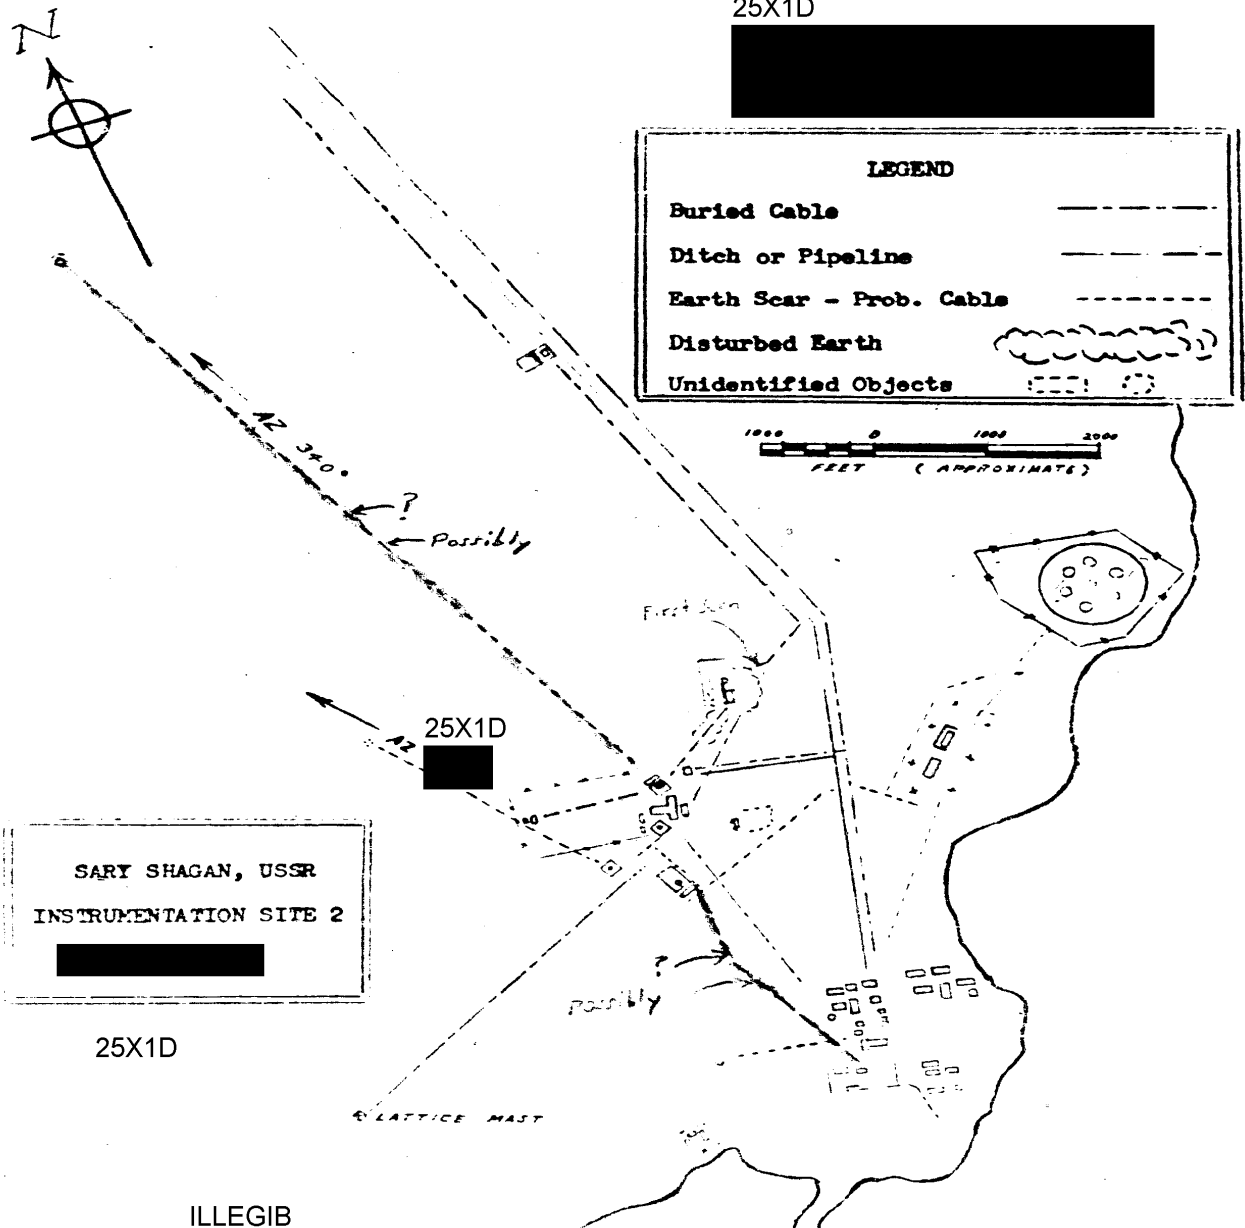 25X1D
N
LEGEND
Buried Cable
Ditch or Pipeline
Earth Scar - Prob. Cable
Disturbed Earth
Unidentified Objects
1000 0 1000 2000
FEET (APPROXIMATE)
AZ 340°
?
Possibly
First Seen
25X1D
AZ
SARY SHAGAN, USSR
INSTRUMENTATION SITE 2
25X1D
?
possibly
LATTICE MAST
ILLEGIB